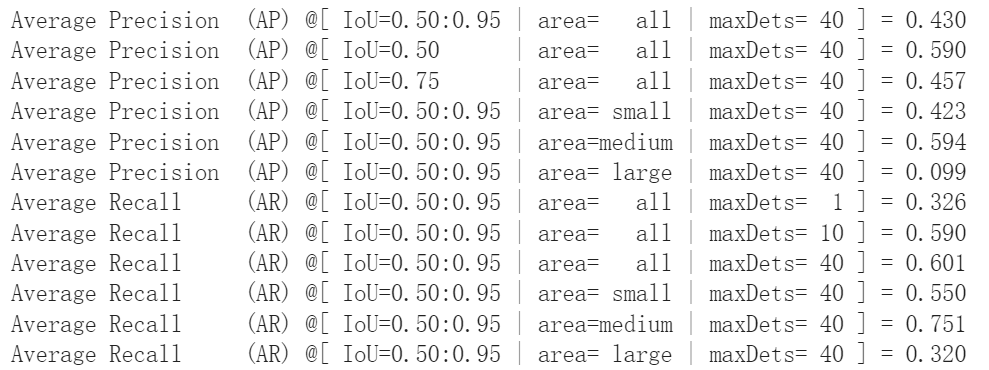 Average Precision  (AP) @[ IoU=0.50:0.95 | area=   all | maxDets= 40 ] = 0.430
Average Precision  (AP) @[ IoU=0.50      | area=   all | maxDets= 40 ] = 0.590
Average Precision  (AP) @[ IoU=0.75      | area=   all | maxDets= 40 ] = 0.457
Average Precision  (AP) @[ IoU=0.50:0.95 | area= small | maxDets= 40 ] = 0.423
Average Precision  (AP) @[ IoU=0.50:0.95 | area=medium | maxDets= 40 ] = 0.594
Average Precision  (AP) @[ IoU=0.50:0.95 | area= large | maxDets= 40 ] = 0.099
Average Recall     (AR) @[ IoU=0.50:0.95 | area=   all | maxDets=  1 ] = 0.326
Average Recall     (AR) @[ IoU=0.50:0.95 | area=   all | maxDets= 10 ] = 0.590
Average Recall     (AR) @[ IoU=0.50:0.95 | area=   all | maxDets= 40 ] = 0.601
Average Recall     (AR) @[ IoU=0.50:0.95 | area= small | maxDets= 40 ] = 0.550
Average Recall     (AR) @[ IoU=0.50:0.95 | area=medium | maxDets= 40 ] = 0.751
Average Recall     (AR) @[ IoU=0.50:0.95 | area= large | maxDets= 40 ] = 0.320